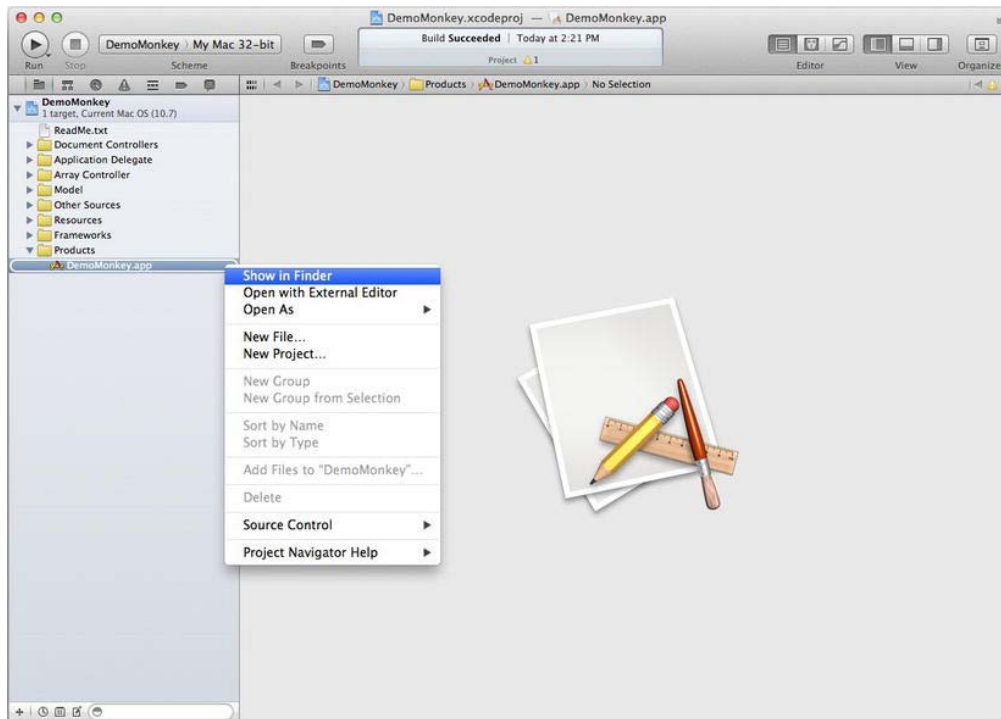 DemoMonkey.xcodeproj — DemoMonkey.app
Run
Stop
DemoMonkey
My Mac 32-bit
Scheme
Breakpoints
Build Succeeded | Today at 2:21 PM
Project 1
Editor
View
Organize
DemoMonkey
Products
DemoMonkey.app
No Selection
DemoMonkey
1 target, Current Mac OS (10.7)
ReadMe.txt
Document Controllers
Application Delegate
Array Controller
Model
Other Sources
Resources
Frameworks
Products
DemoMonkey.app
Show in Finder
Open with External Editor
Open As
New File...
New Project...
New Group
New Group from Selection
Sort by Name
Sort by Type
Add Files to "DemoMonkey"...
Delete
Source Control
Project Navigator Help